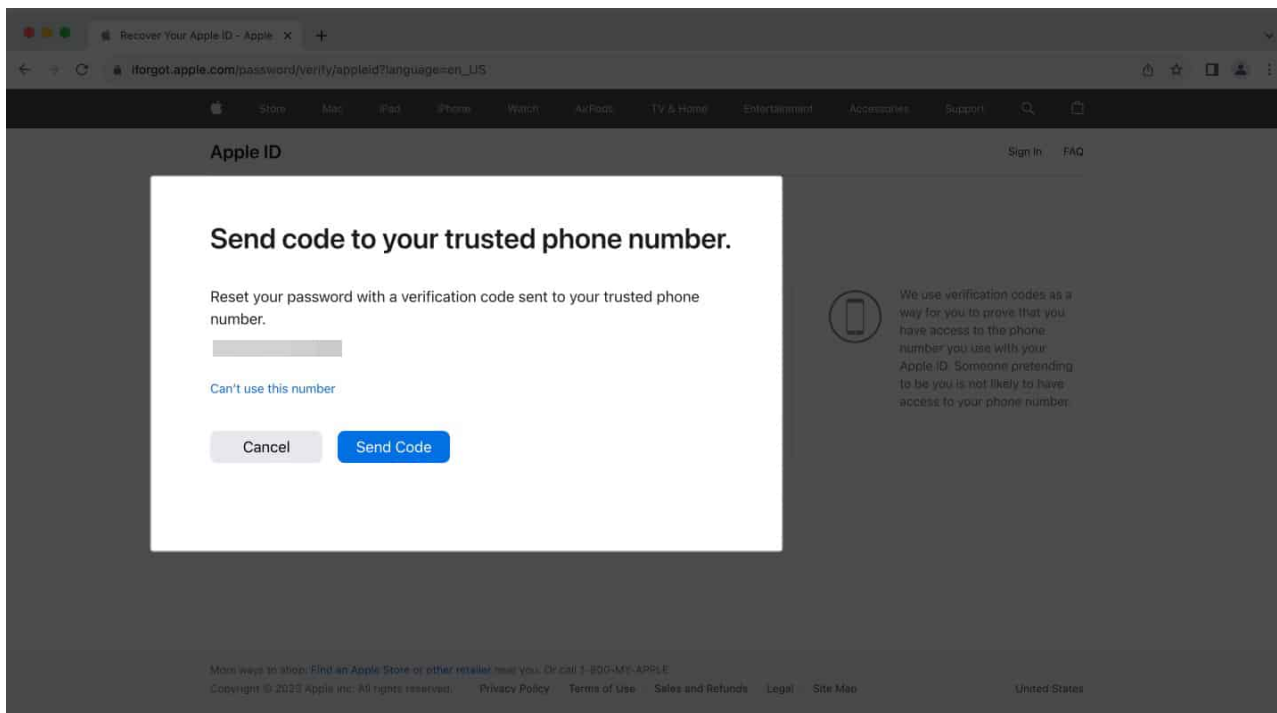 Recover Your Apple ID - Apple
iforgot.apple.com/password/verify/appleid?language=en_US
Store Mac iPad iPhone Watch AirPods TV & Home Entertainment Accessories Support
Apple ID
Sign In FAQ
Send code to your trusted phone number.
Reset your password with a verification code sent to your trusted phone
number.
Can't use this number
Cancel Send Code
We use verification codes as a
way for you to prove that you
have access to the phone
number you use with your
Apple ID. Someone pretending
to be you is not likely to have
access to your phone number.
More ways to shop: Find an Apple Store or other retailer near you. Or call 1-800-MY-APPLE.
Copyright © 2023 Apple Inc. All rights reserved. Privacy Policy Terms of Use Sales and Refunds Legal Site Map United States